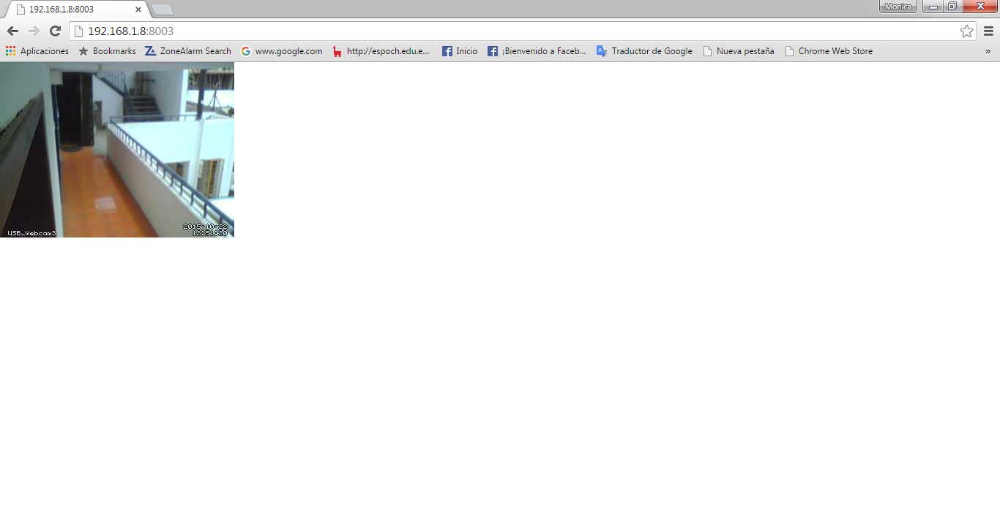 192.168.1.8:8003
Monica
192.168.1.8:8003
Aplicaciones Bookmarks ZoneAlarm Search www.google.com http://espoch.edu.e... Inicio ¡Bienvenido a Faceb... Traductor de Google Nueva pestaña Chrome Web Store »
2015-10-22
USB_Webcam3 12:51:20